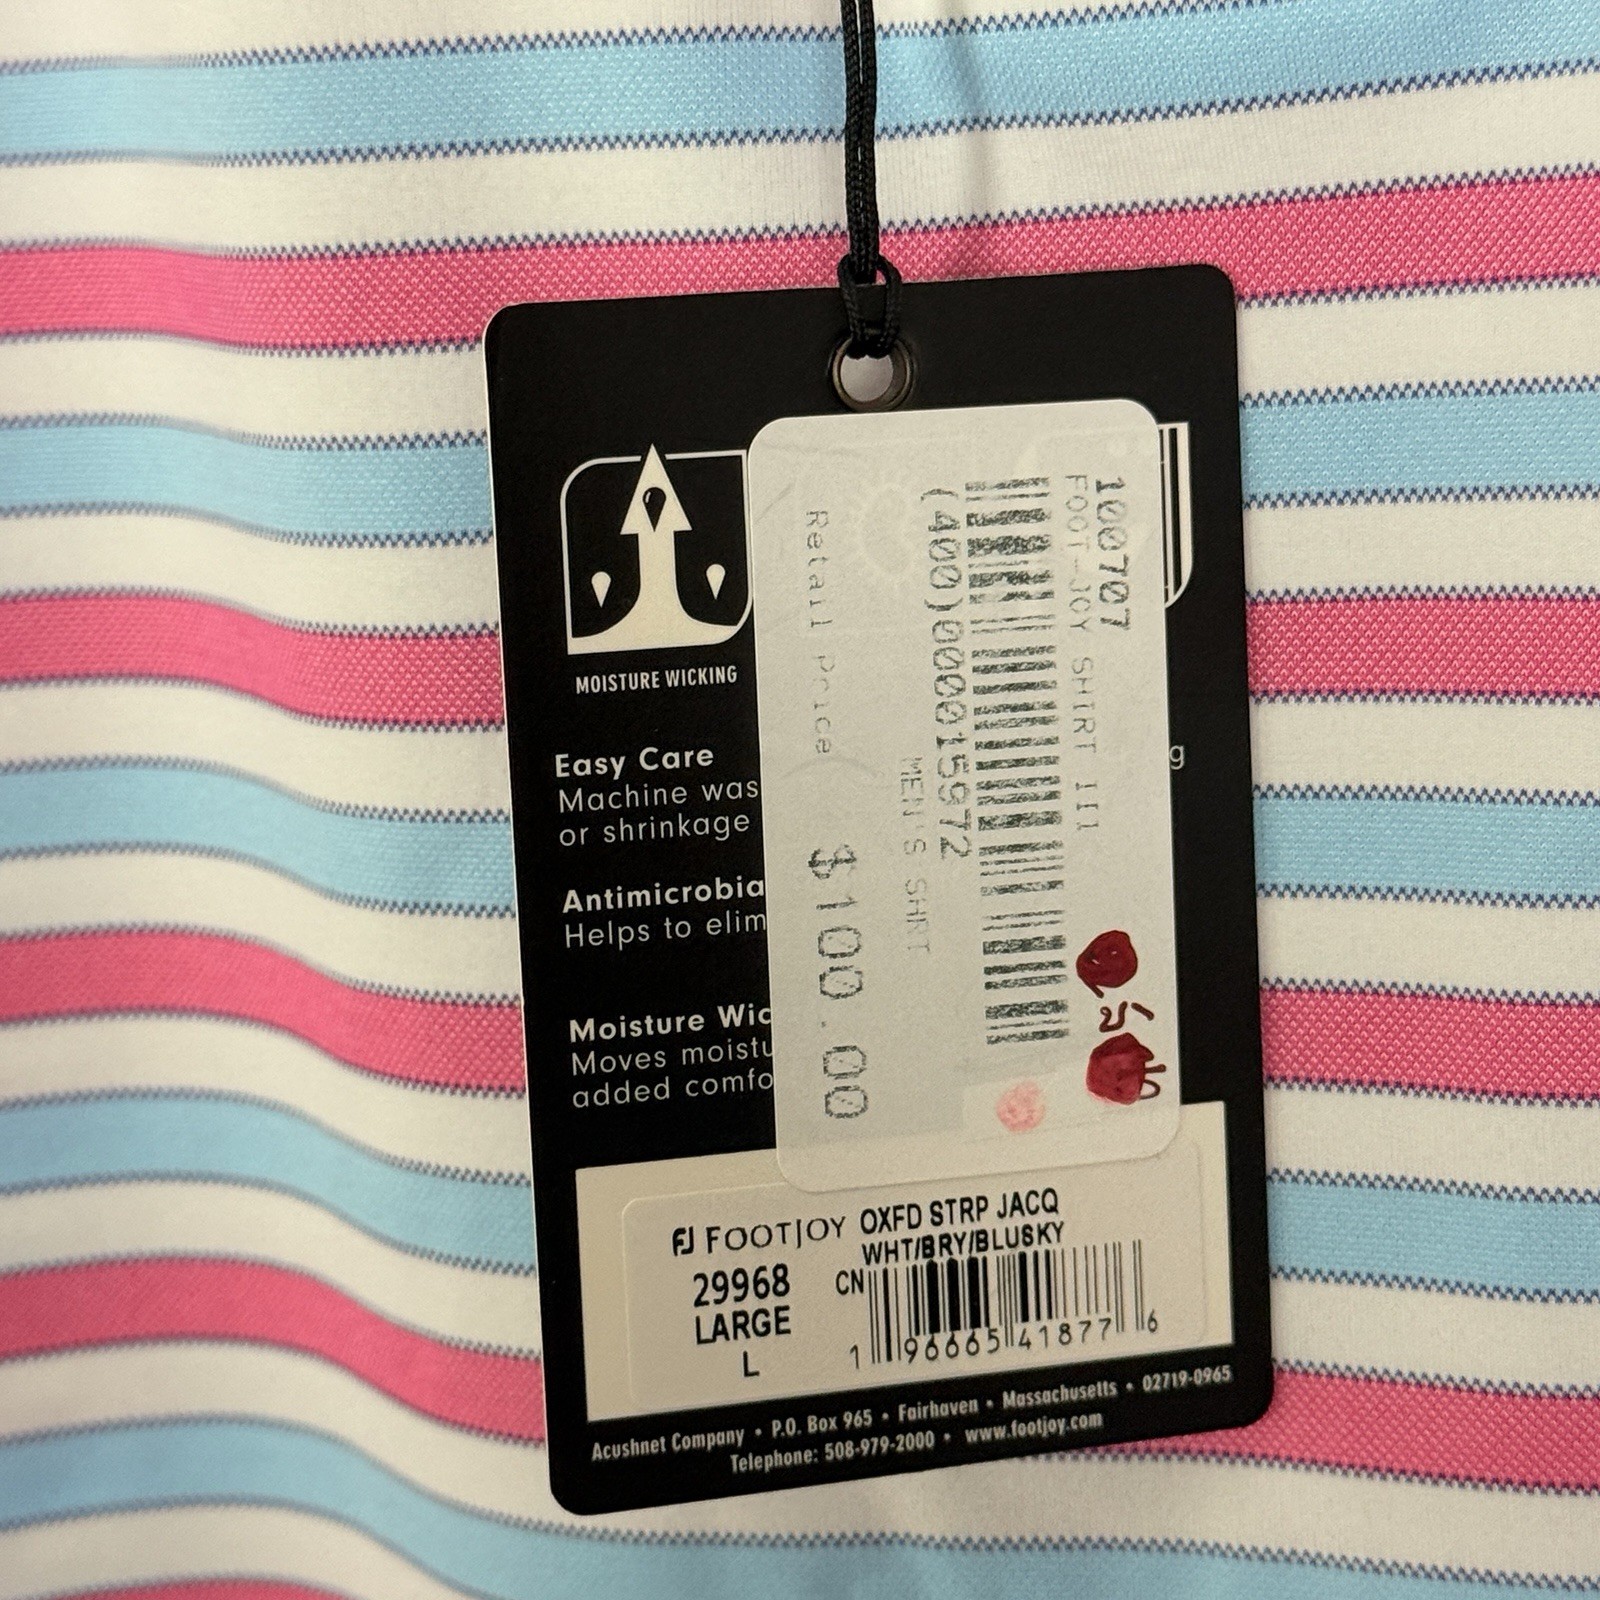 MOISTURE WICKING
Easy Care
Machine was
or shrinkage
Antimicrobia
Helps to elim
Moisture Wic
Moves moistu
added comfo
g
100707
FOOT-JOY SHIRT III
(400)000015972
MEN'S SHIRT
Retail Price
$100.00
FJ FOOTJOY OXFD STRP JACQ
WHT/BRY/BLUSKY
29968
LARGE
L
CN
1 96665 41877 6
Acushnet Company • P.O. Box 965 • Fairhaven • Massachusetts • 02719-0965
Telephone: 508-979-2000 • www.footjoy.com